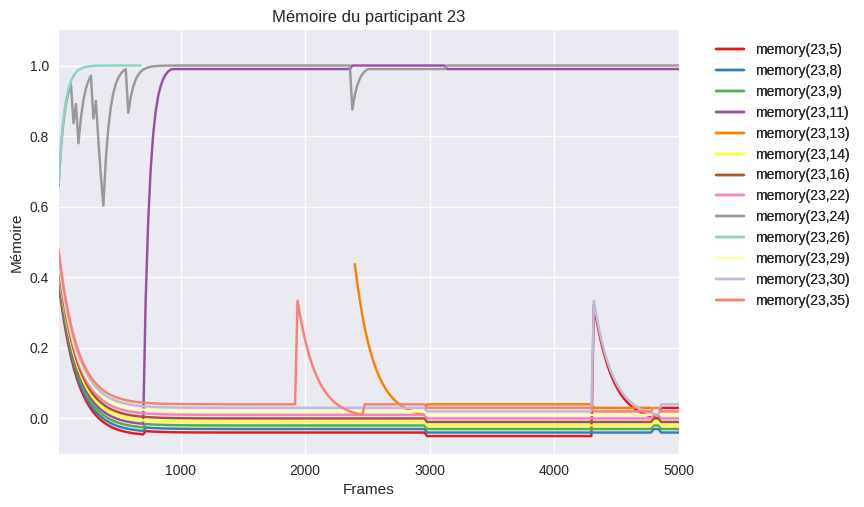 Mémoire du participant 23
Mémoire
1.0
0.8
0.6
0.4
0.2
0.0
1000
2000
3000
4000
5000
Frames
memory(23,5)
memory(23,8)
memory(23,9)
memory(23,11)
memory(23,13)
memory(23,14)
memory(23,16)
memory(23,22)
memory(23,24)
memory(23,26)
memory(23,29)
memory(23,30)
memory(23,35)